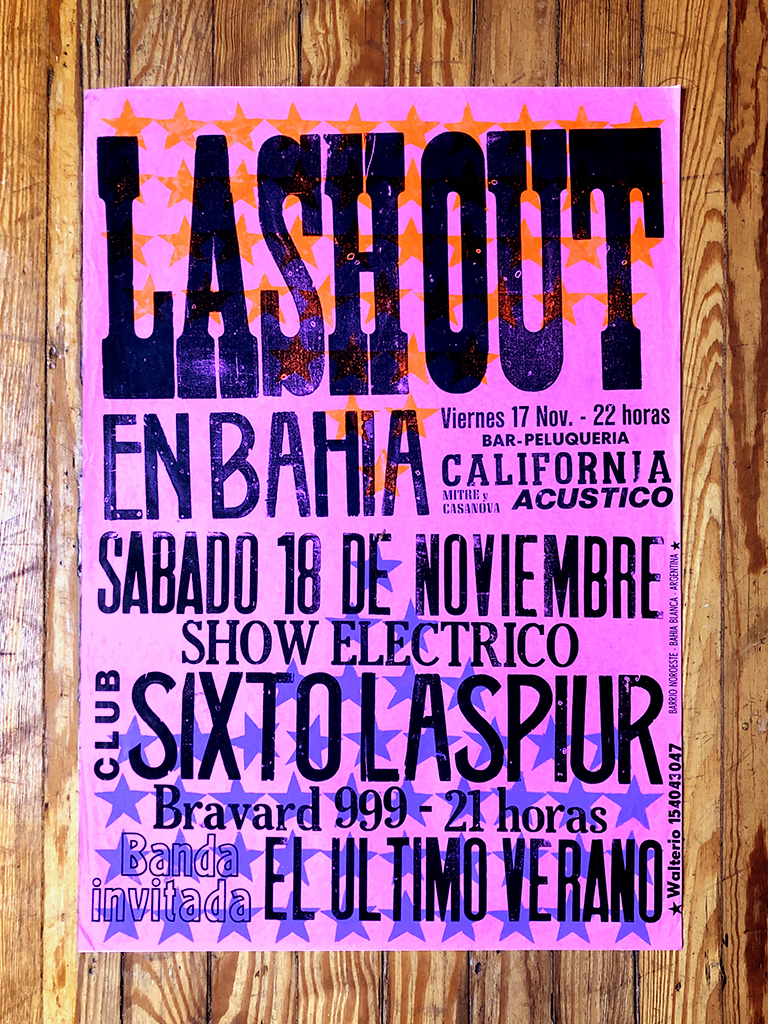 LASH OUT
EN BAHIA
Viernes 17 Nov. - 22 horas
BAR-PELUQUERIA
CALIFORNIA
MITRE y
CASANOVA
ACUSTICO
SABADO 18 DE NOVIEMBRE
SHOW ELECTRICO
CLUB
SIXTO LASPIUR
Bravard 999 - 21 horas
Banda
invitada
EL ULTIMO VERANO
★ Walterio 154043047
BARRIO NOROESTE - BAHIA BLANCA - ARGENTINA ★